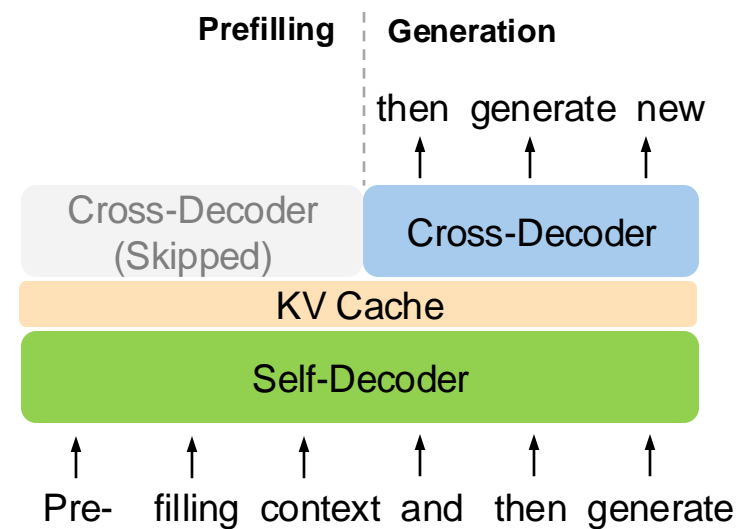 Prefilling Generation
then generate new
Cross-Decoder
(Skipped)
Cross-Decoder
KV Cache
Self-Decoder
Pre- filling context and then generate